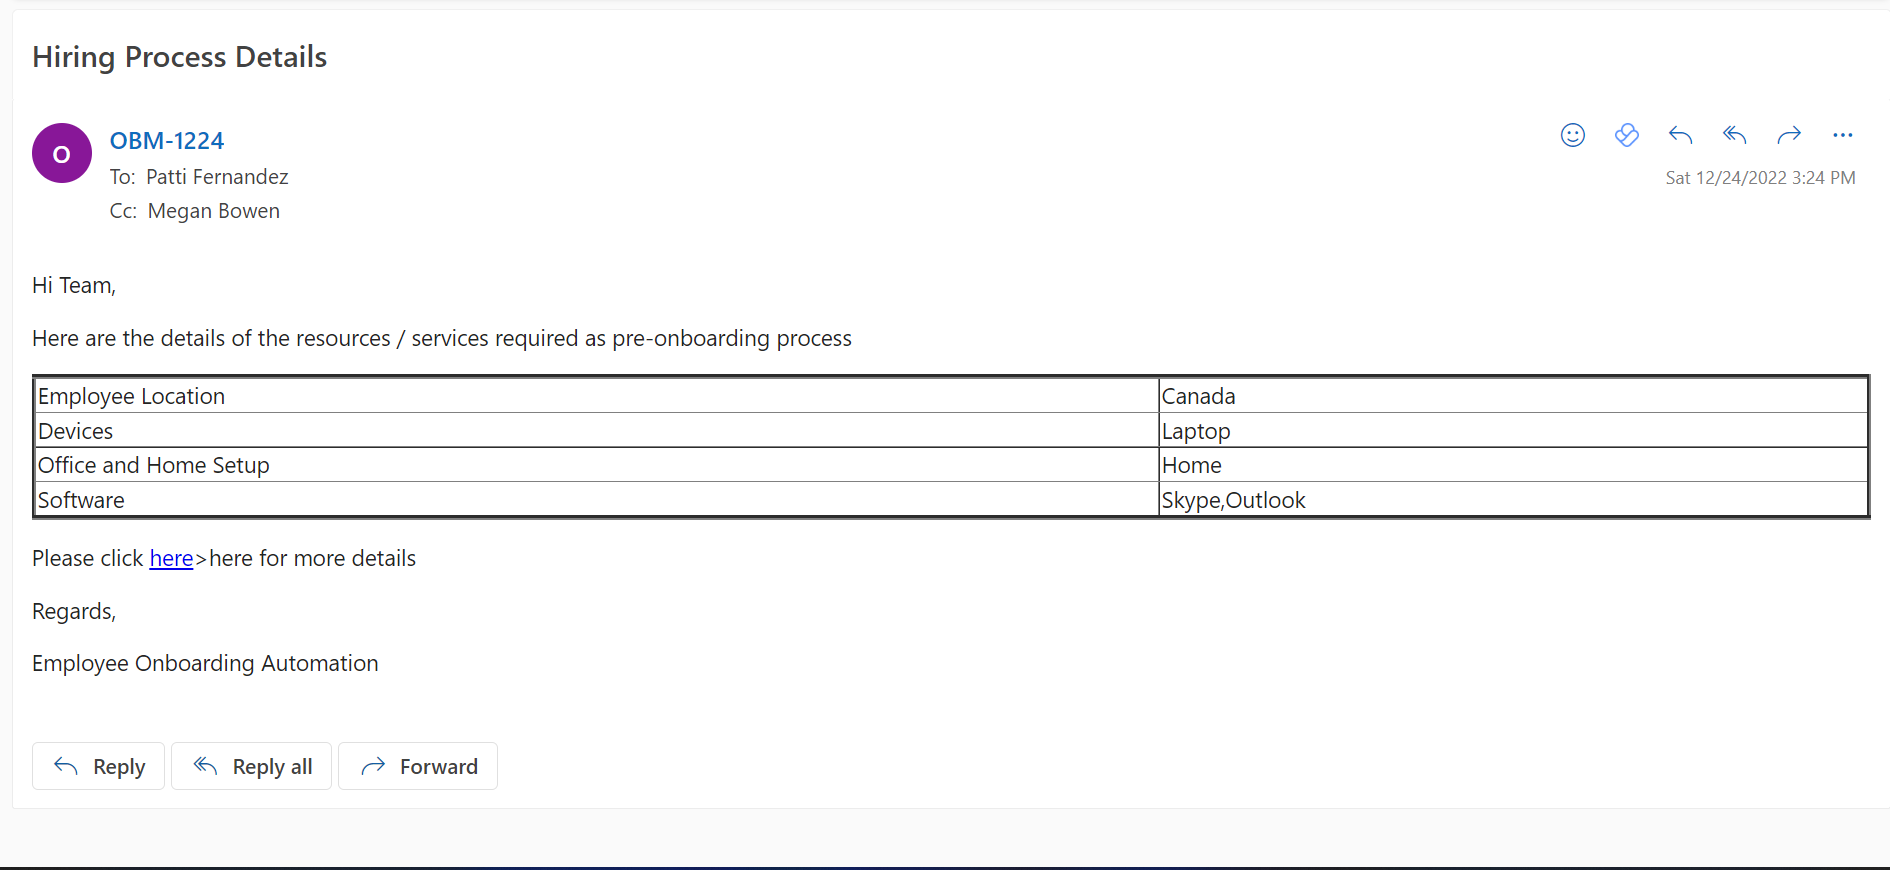 Hiring Process Details
O
OBM-1224
To: Patti Fernandez
Sat 12/24/2022 3:24 PM
Cc: Megan Bowen
Hi Team,
Here are the details of the resources / services required as pre-onboarding process
Employee Location Canada
Devices Laptop
Office and Home Setup Home
Software Skype,Outlook
Please click here>here for more details
Regards,
Employee Onboarding Automation
Reply Reply all Forward